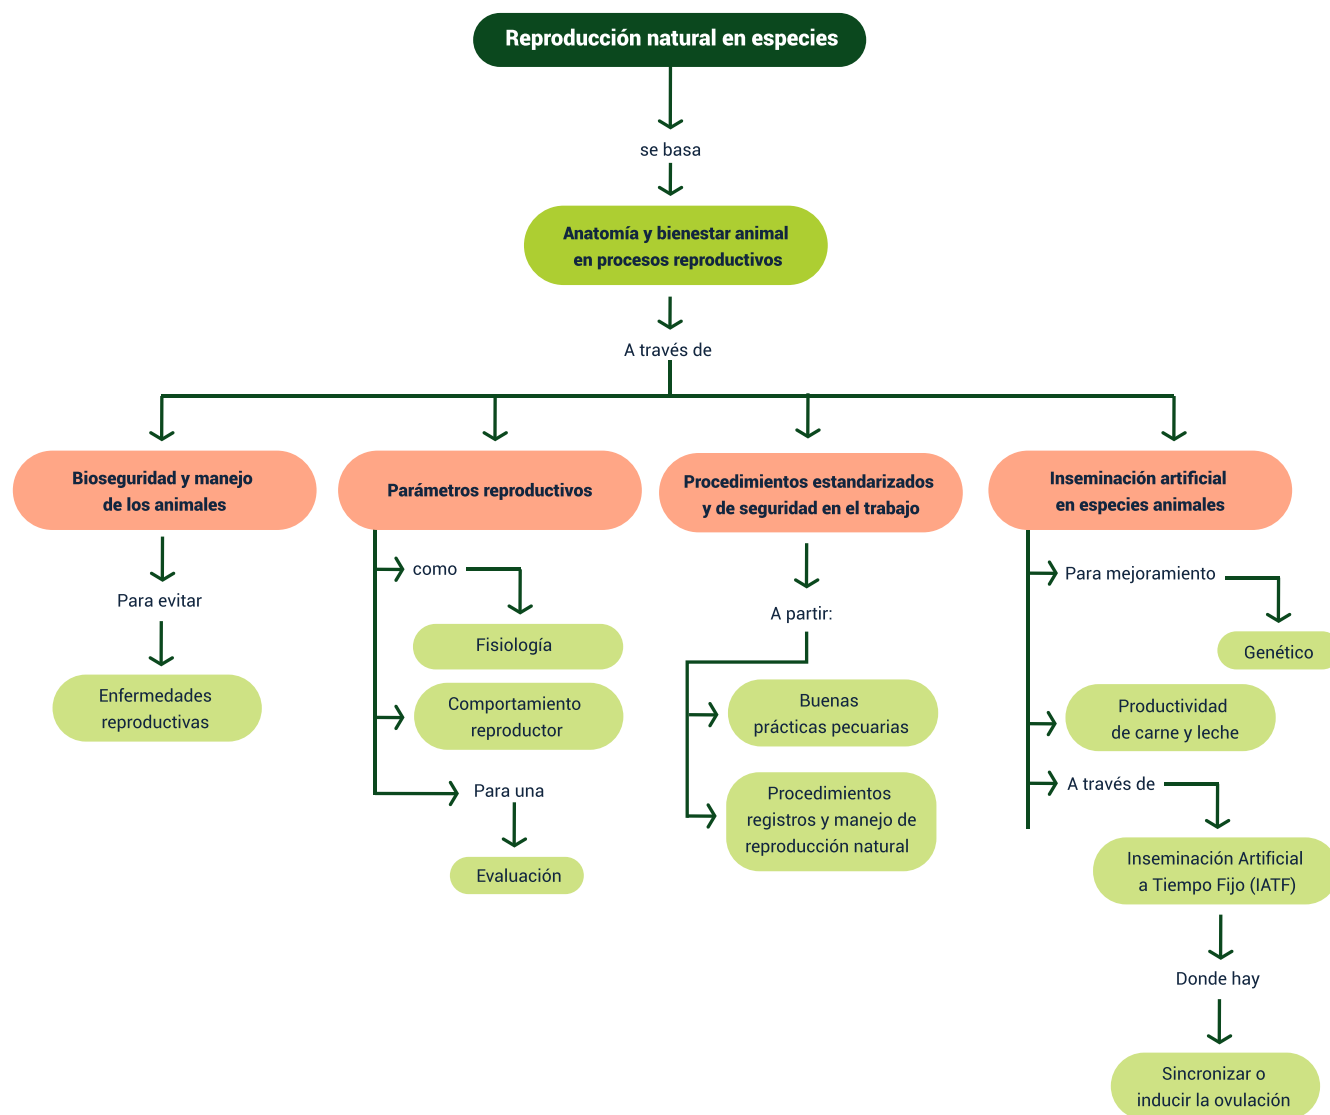 Reproducción natural en especies
se basa
Anatomía y bienestar animal
en procesos reproductivos
A través de
Bioseguridad y manejo
de los animales
Para evitar
Enfermedades
reproductivas
Parámetros reproductivos
como
Fisiología
Comportamiento
reproductor
Para una
Evaluación
Procedimientos estandarizados
y de seguridad en el trabajo
A partir:
Buenas
prácticas pecuarias
Procedimientos
registros y manejo de
reproducción natural
Inseminación artificial
en especies animales
Para mejoramiento
Genético
Productividad
de carne y leche
A través de
Inseminación Artificial
a Tiempo Fijo (IATF)
Donde hay
Sincronizar o
inducir la ovulación